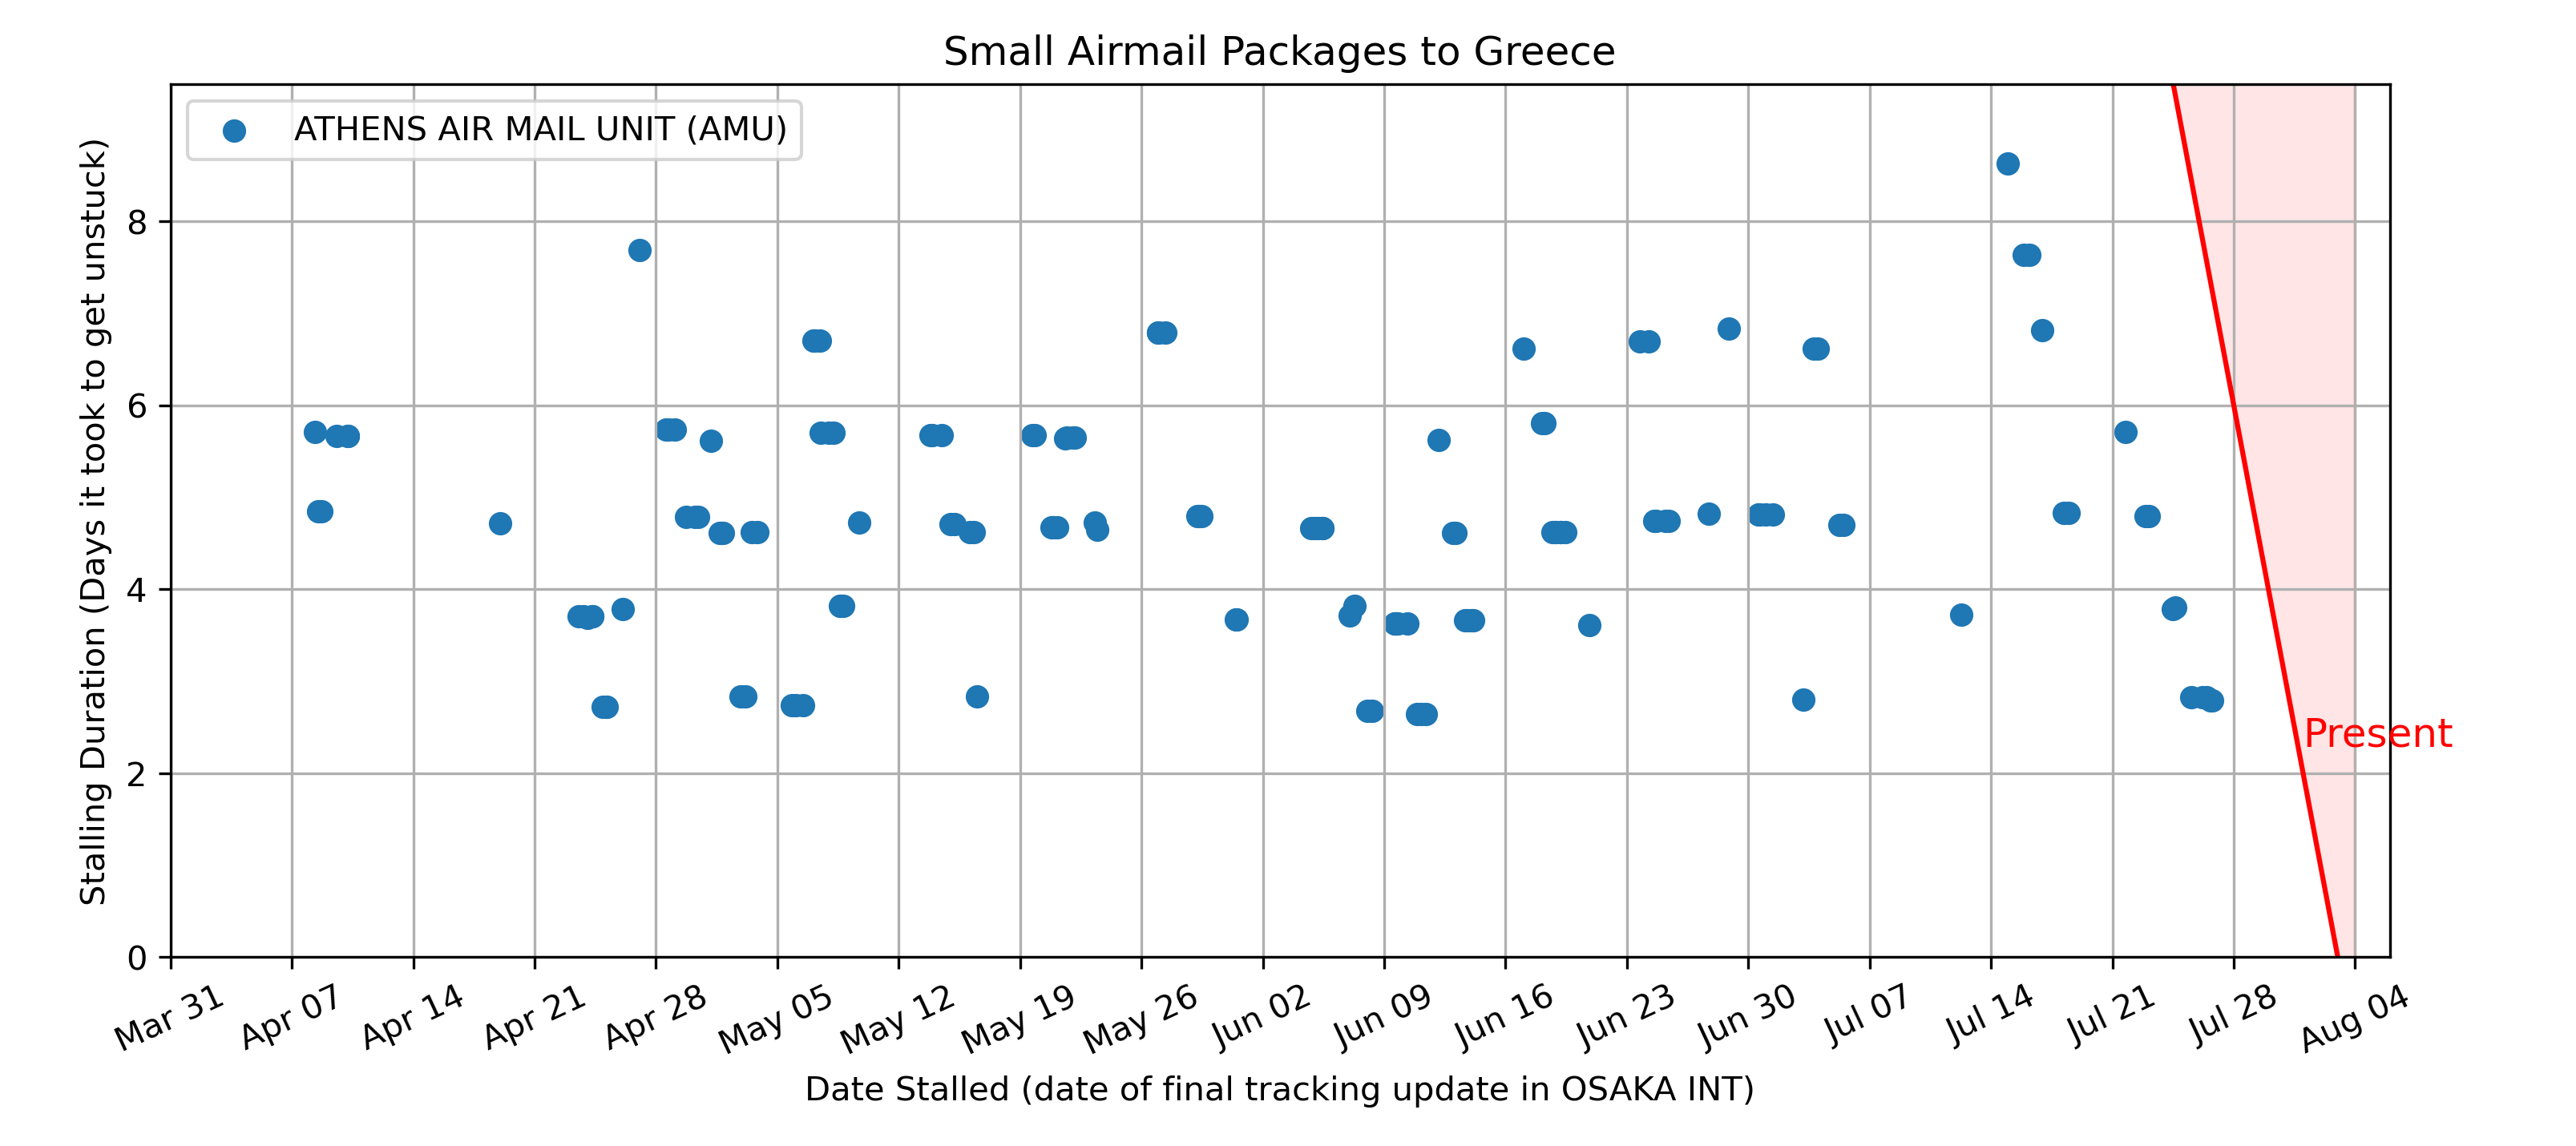 Small Airmail Packages to Greece
ATHENS AIR MAIL UNIT (AMU)
Stalling Duration (Days it took to get unstuck)
8
6
4
2
0
Present
Mar 31
Apr 07
Apr 14
Apr 21
Apr 28
May 05
May 12
May 19
May 26
Jun 02
Jun 09
Jun 16
Jun 23
Jun 30
Jul 07
Jul 14
Jul 21
Jul 28
Aug 04
Date Stalled (date of final tracking update in OSAKA INT)